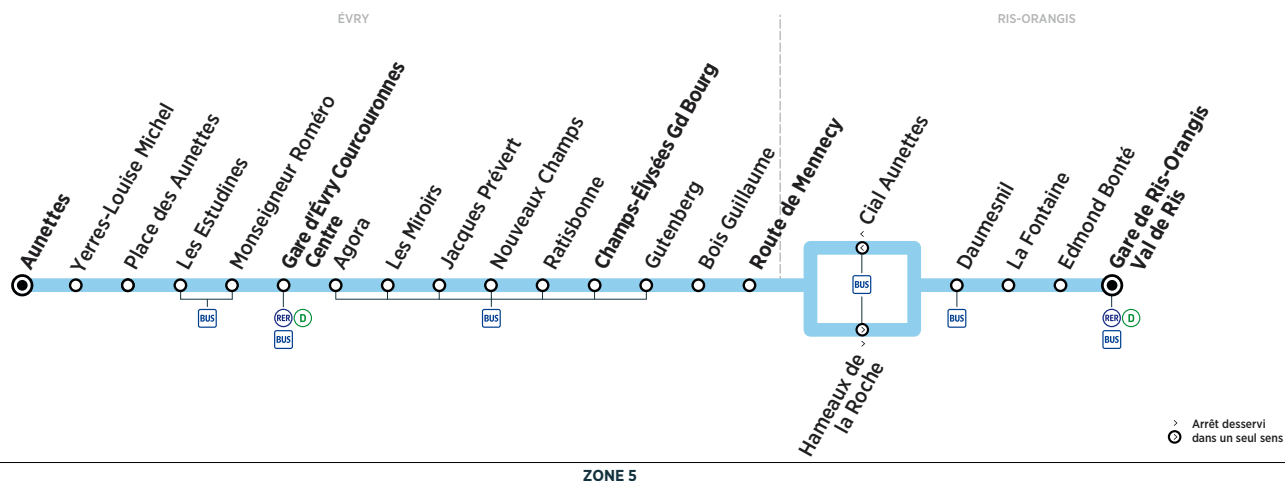 ÉVRY
RIS-ORANGIS
Aunettes
Yerres-Louise Michel
Place des Aunettes
Les Estudines
Monseigneur Roméro
Gare d'Évry Courcouronnes
Centre
Agora
Les Miroirs
Jacques Prévert
Nouveaux Champs
Ratisbonne
Champs-Élysées Gd Bourg
Gutenberg
Bois Guillaume
Route de Mennecy
Cial Aunettes
Hameaux de
la Roche
Daumesnil
La Fontaine
Edmond Bonté
Gare de Ris-Orangis
Val de Ris
BUS
RER D
BUS
BUS
BUS
BUS
RER D
BUS
> Arrêt desservi
dans un seul sens
ZONE 5